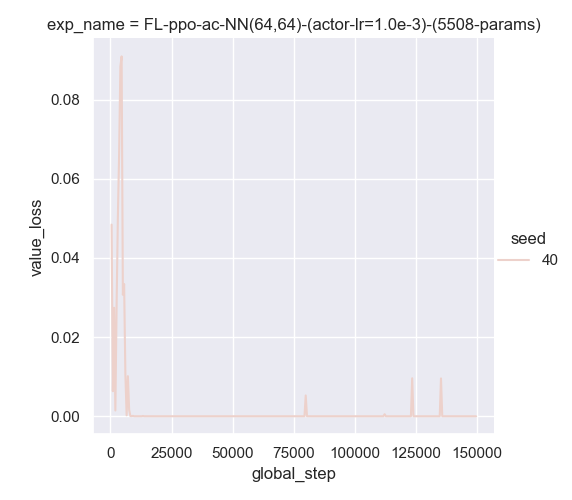 exp_name = FL-ppo-ac-NN(64,64)-(actor-lr=1.0e-3)-(5508-params)
0.08
0.06
0.04
0.02
0.00
value_loss
0 25000 50000 75000 100000 125000 150000
global_step
seed
40